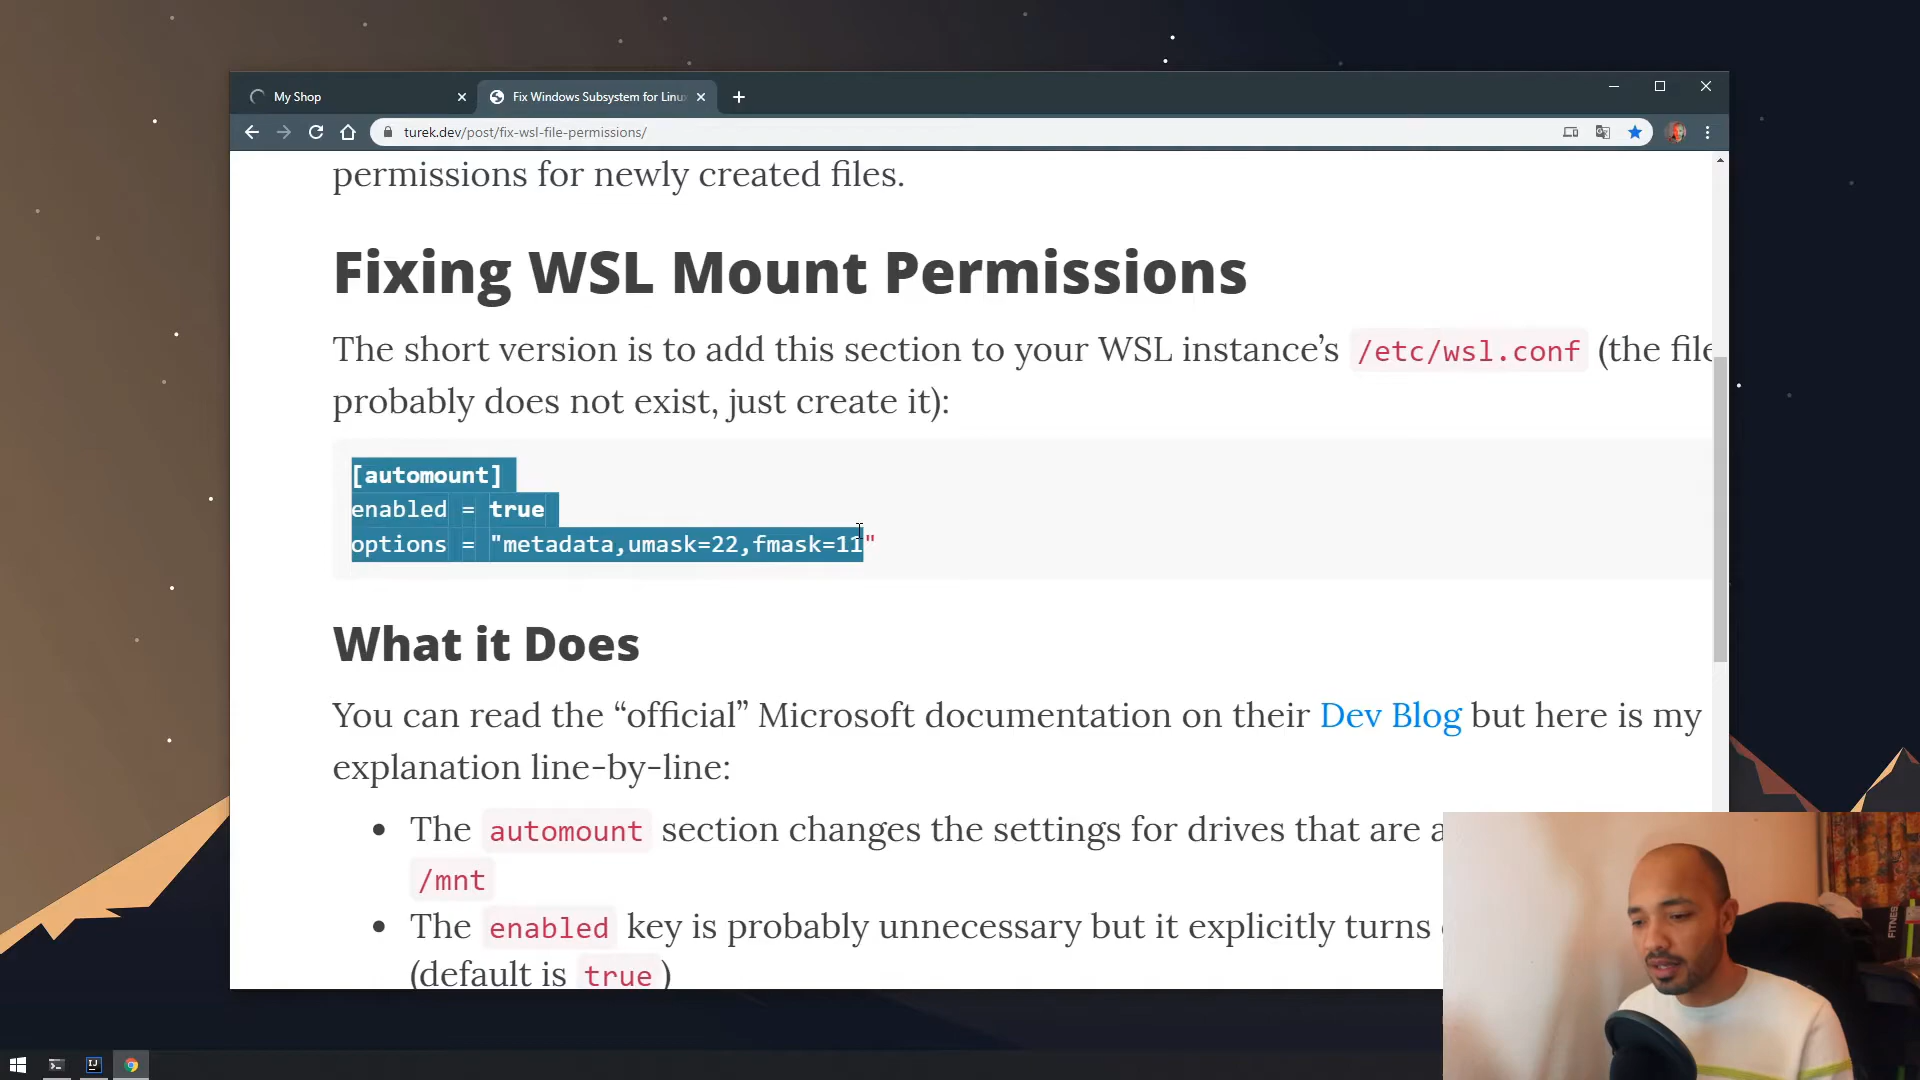 My Shop
Fix Windows Subsystem for Linu
turek.dev/post/fix-wsl-file-permissions/
permissions for newly created files.
Fixing WSL Mount Permissions
The short version is to add this section to your WSL instance’s /etc/wsl.conf (the file
probably does not exist, just create it):
[automount]
enabled = true
options = "metadata,umask=22,fmask=11"
What it Does
You can read the “official” Microsoft documentation on their Dev Blog but here is my
explanation line-by-line:
• The automount section changes the settings for drives that are a
/mnt
• The enabled key is probably unnecessary but it explicitly turns
(default is true)
FITNES
IJ